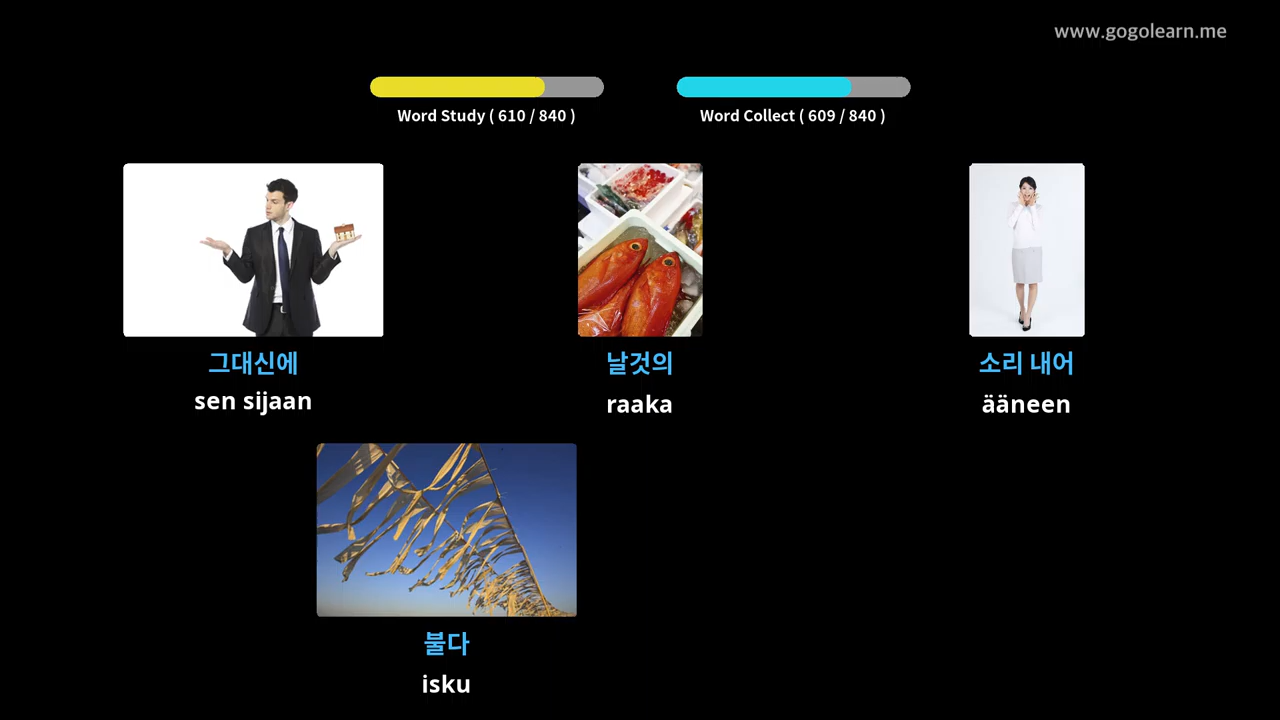 www.gogolearn.me
Word Study ( 610 / 840 )
Word Collect ( 609 / 840 )
그대신에
sen sijaan
날것의
raaka
소리 내어
ääneen
불다
isku